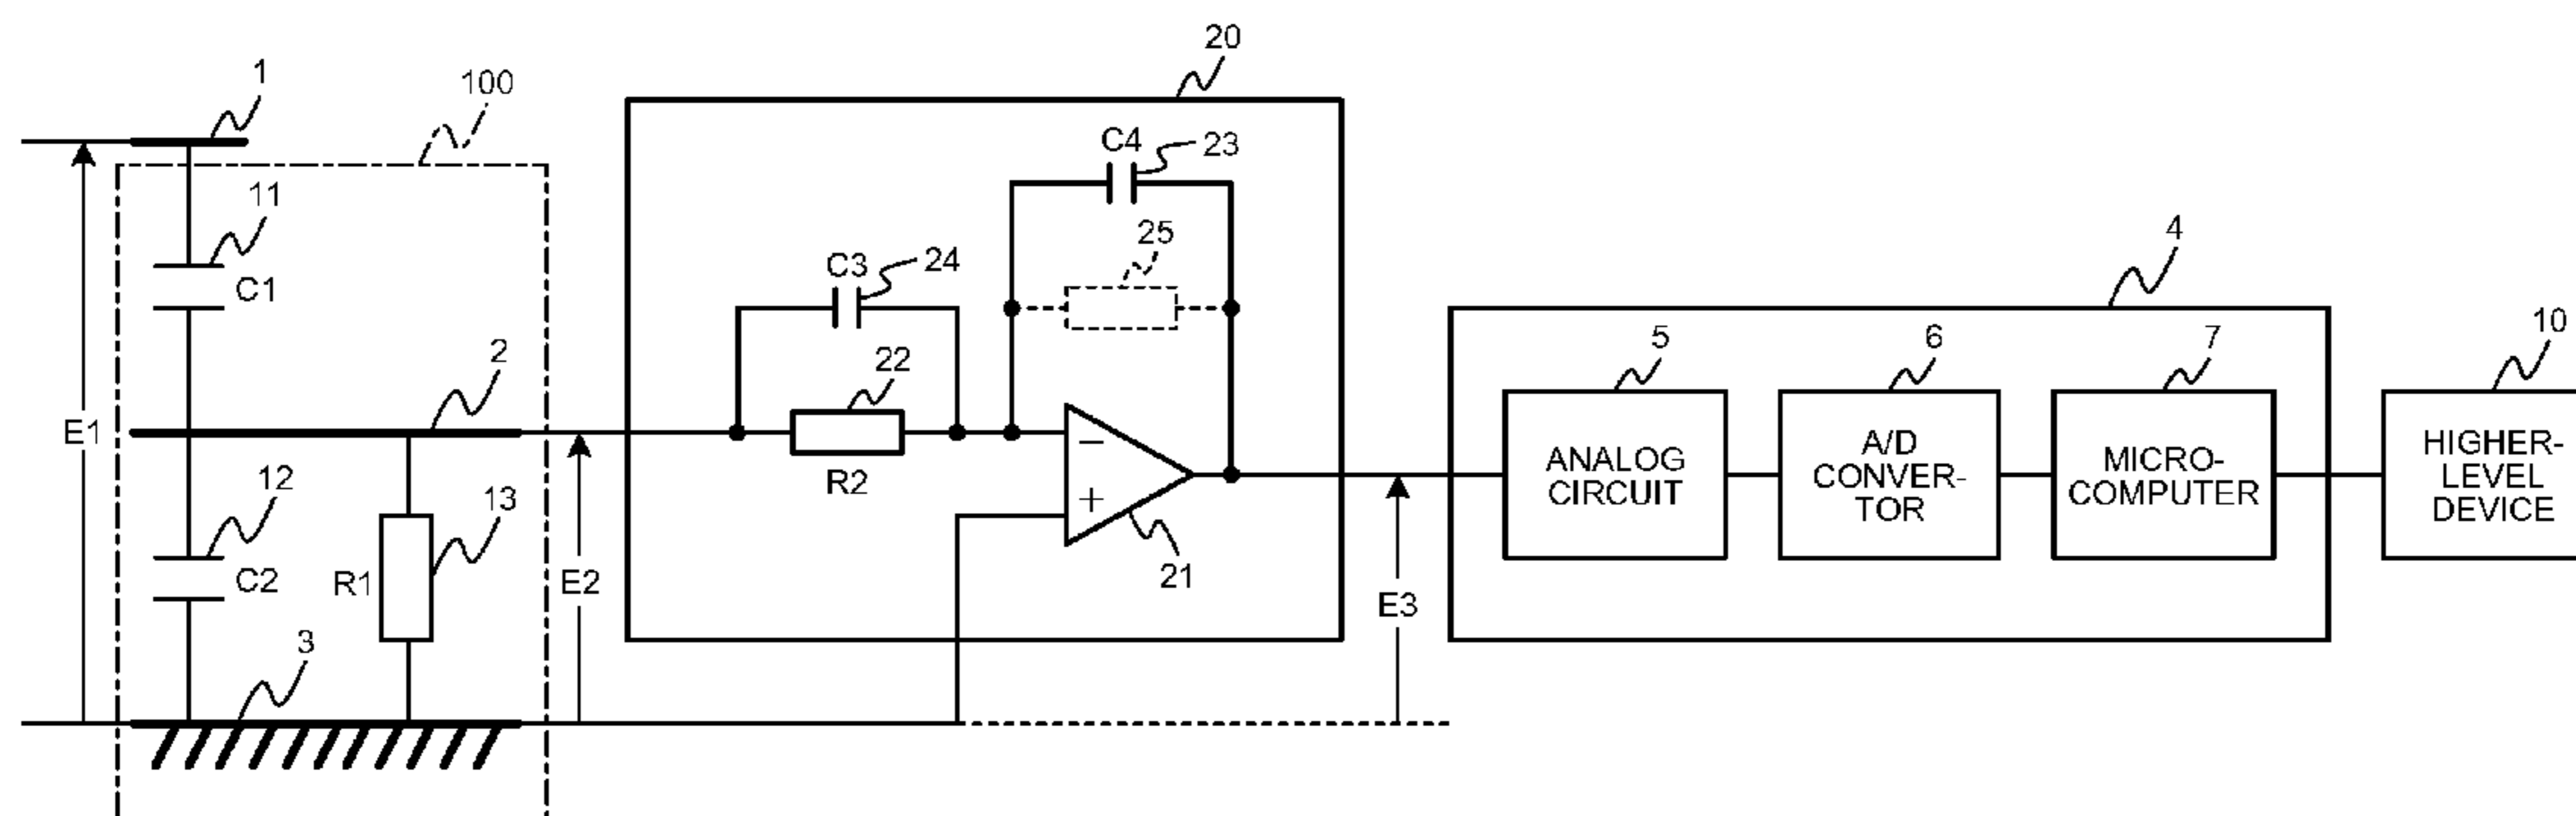 20
1
100
C4
23
11
25
C3
24
C1
4
22
5
6
7
10
2
E1
R2
12
13
C2
R1
E2
−
+
21
ANALOG
CIRCUIT
A/D
CONVER-
TOR
MICRO-
COMPUTER
HIGHER-
LEVEL
DEVICE
E3
3